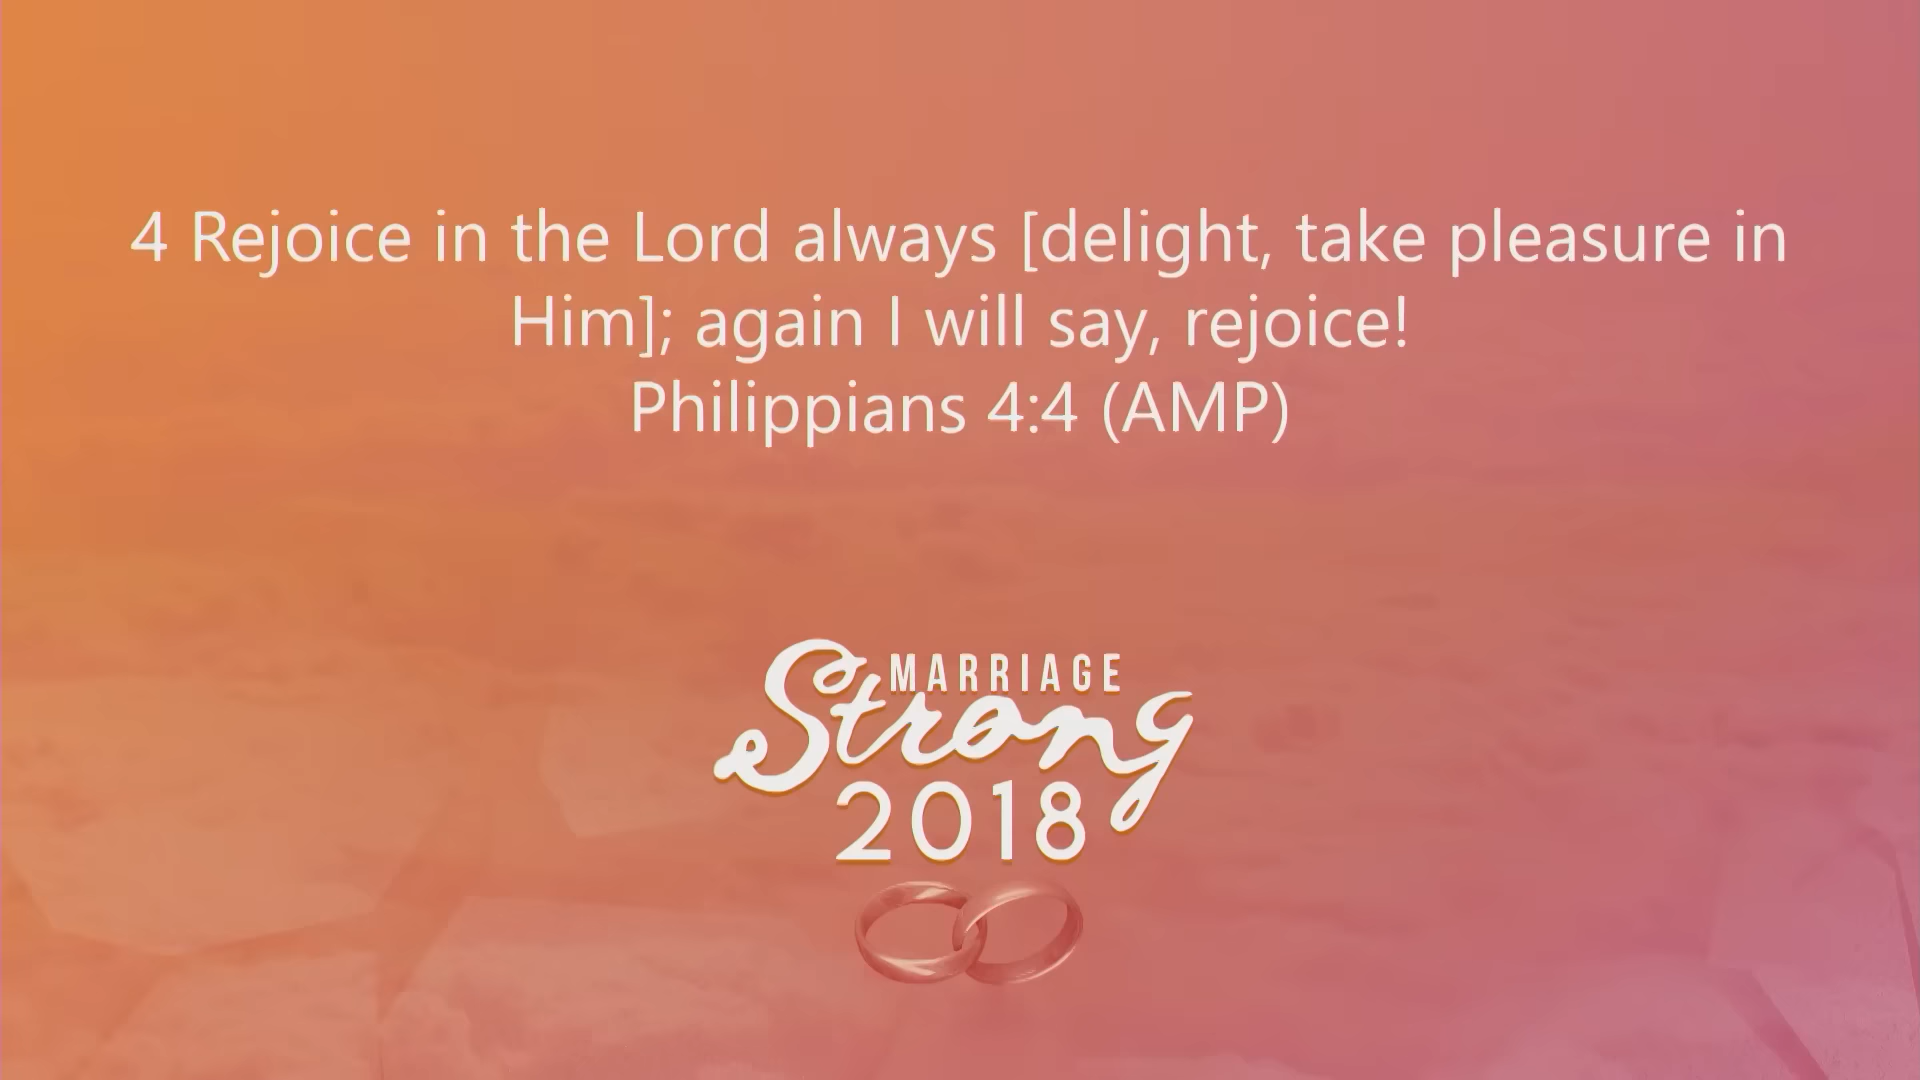 4 Rejoice in the Lord always [delight, take pleasure in
Him]; again I will say, rejoice!
Philippians 4:4 (AMP)
MARRIAGE
Strong
2018